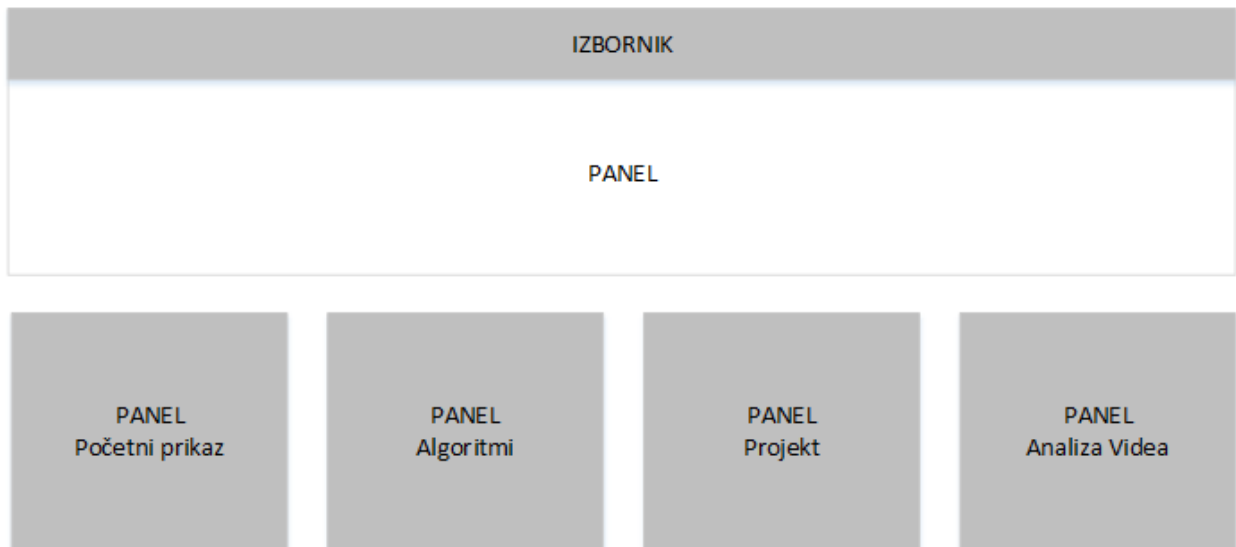 IZBORNIK
PANEL
PANEL
Početni prikaz
PANEL
Algoritmi
PANEL
Projekt
PANEL
Analiza Videa